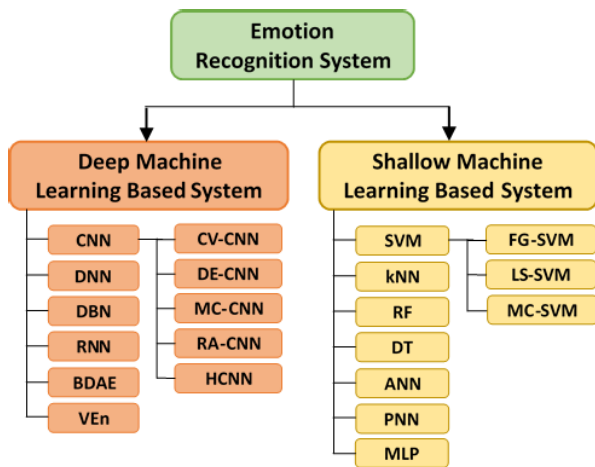 Emotion
Recognition System
Deep Machine
Learning Based System
CNN
DNN
DBN
RNN
BDAE
VEn
CV-CNN
DE-CNN
MC-CNN
RA-CNN
HCNN
Shallow Machine
Learning Based System
SVM
kNN
RF
DT
ANN
PNN
MLP
FG-SVM
LS-SVM
MC-SVM